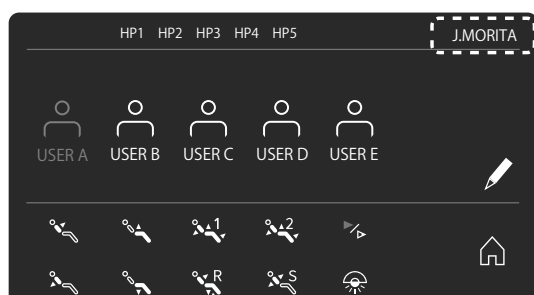 HP1 HP2 HP3 HP4 HP5 J.MORITA
USER A USER B USER C USER D USER E
1 2
R S